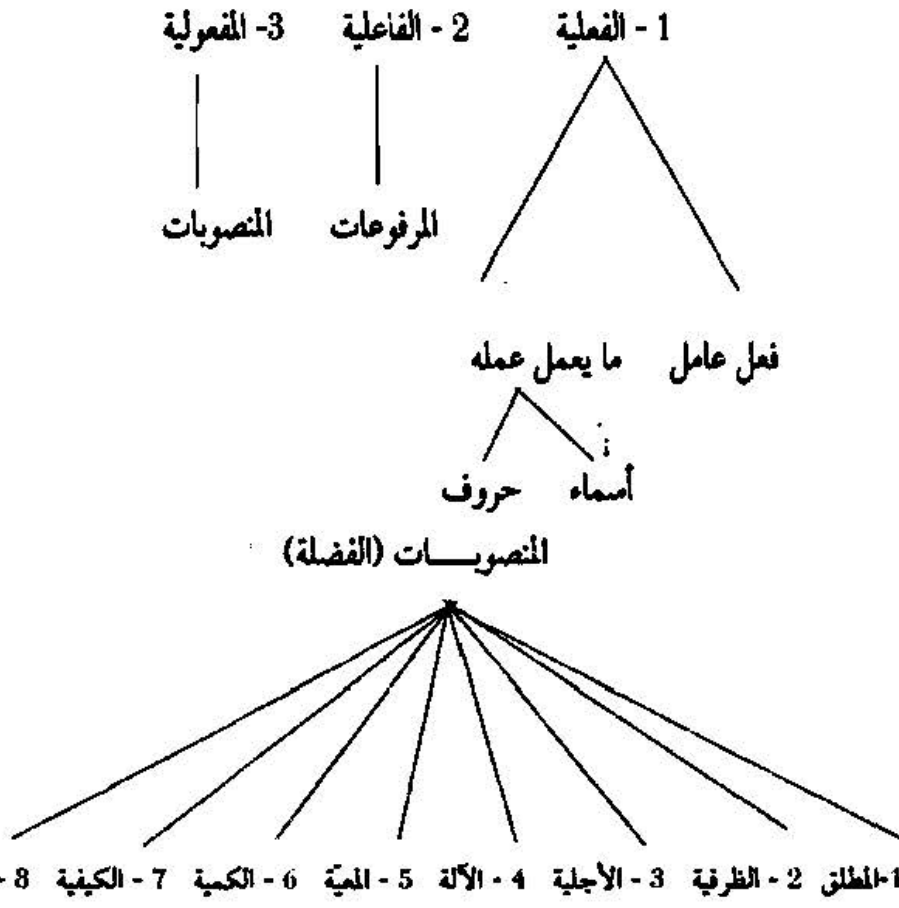 1 - الفعلية 2 - الفاعلية 3- المفعولية
المرفوعات المنصوبات
فعل عامل ما يعمل عمله
أسماء حروف
المنصوبـــات (الفضلة)
1-المطلق 2 - الظرفية 3 - الأجلية 4 - الآلة 5 - المعيّة 6 - الكمية 7 - الكيفية 8 -